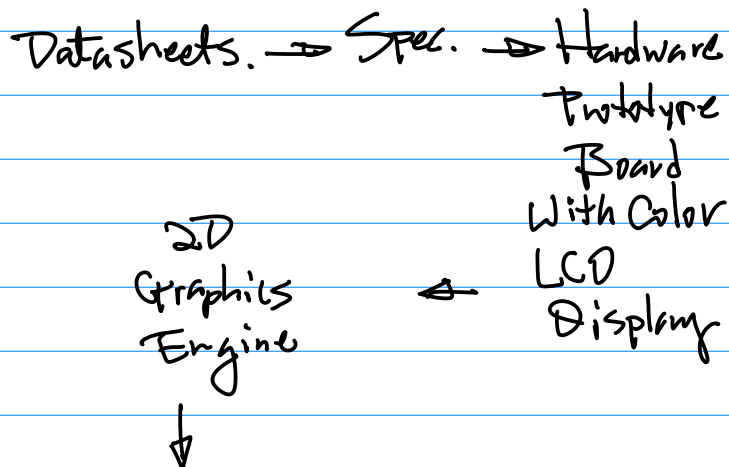 Datasheets. → Spec. → Hardware
Prototype
Board
With Color
LCD
Display
←
2D
Graphics
Engine
↓